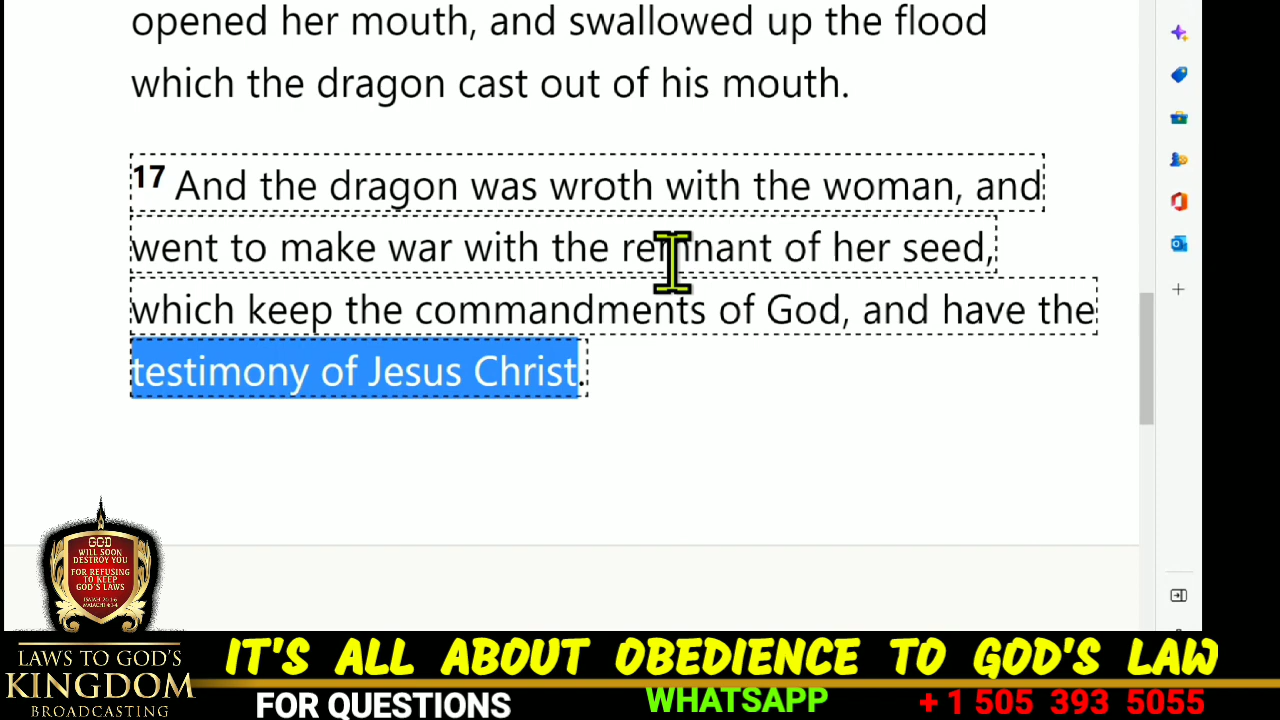 opened her mouth, and swallowed up the flood
which the dragon cast out of his mouth.
17 And the dragon was wroth with the woman, and
went to make war with the remnant of her seed,
which keep the commandments of God, and have the
testimony of Jesus Christ.
GOD
WILL SOON
DESTROY YOU
FOR REFUSING
TO KEEP
GOD'S LAWS
LAWS TO GOD'S
KINGDOM
BROADCASTING
IT'S ALL ABOUT OBEDIENCE TO GOD'S LAW
FOR QUESTIONS WHATSAPP + 1 505 393 5055